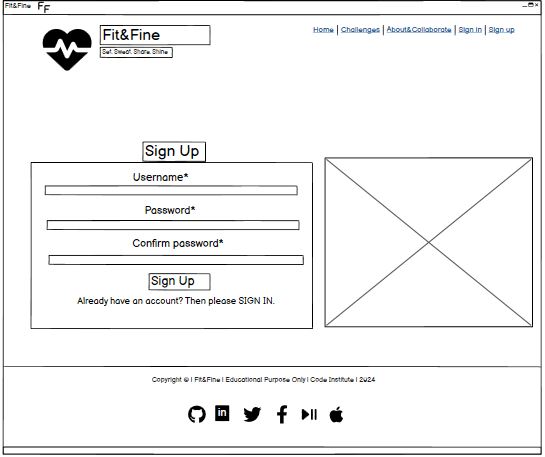 Fit&Fine FF
Fit&Fine
Set. Sweat. Share. Shine
Home | Challenges | About&Collaborate | Sign in | Sign up
Sign Up
Username*
Password*
Confirm password*
Sign Up
Already have an account? Then please SIGN IN.
Copyright © | Fit&Fine | Educational Purpose Only | Code Institute | 2024
in